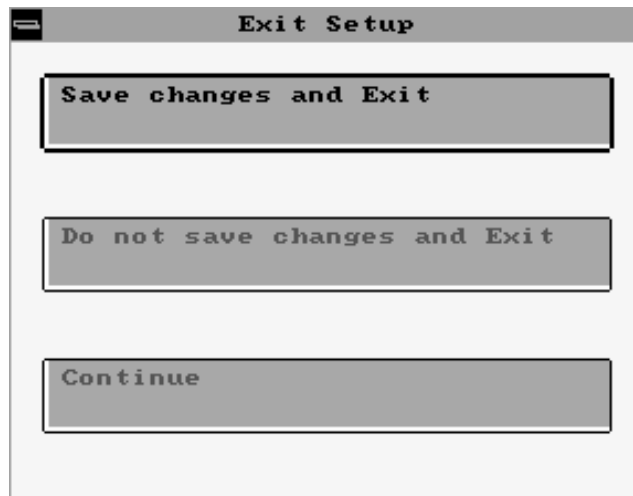 Exit Setup
Save changes and Exit
Do not save changes and Exit
Continue